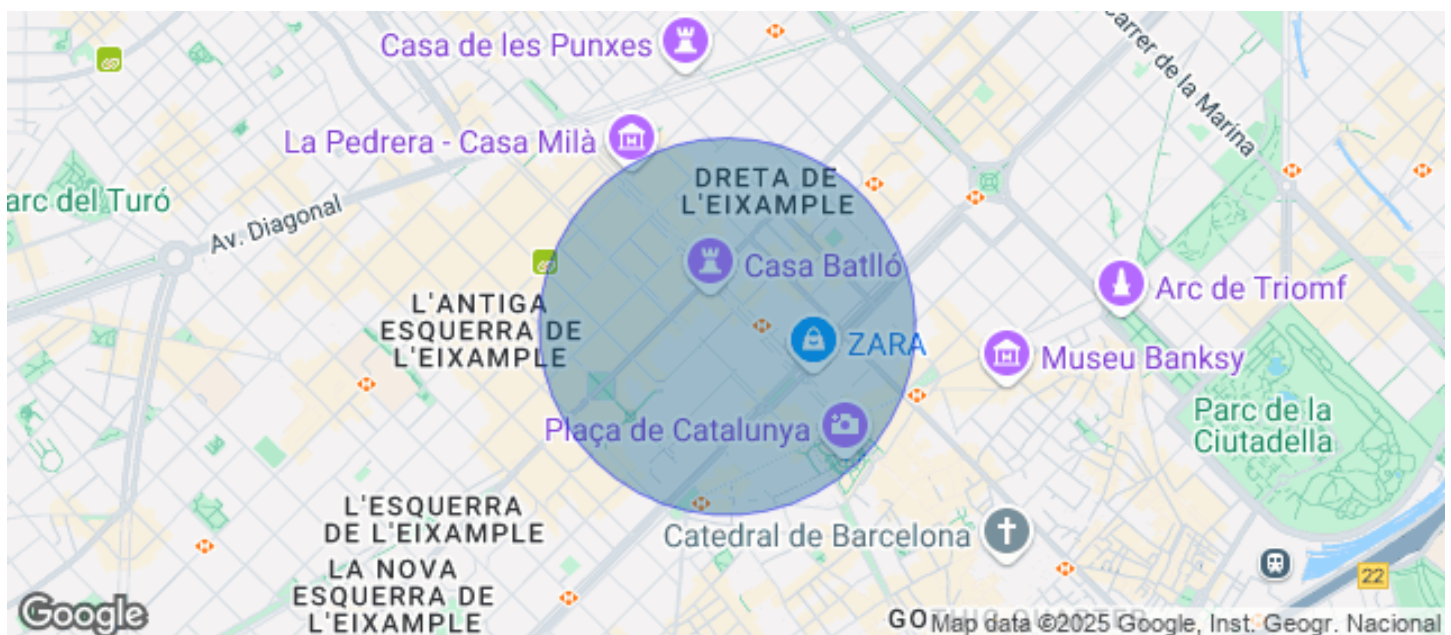 Casa de les Punxes
Carrer de la Marina
La Pedrera - Casa Milà
DRETA DE
L'EIXAMPLE
arc del Turó
Av. Diagonal
Casa Batlló
Arc de Triomf
L'ANTIGA
ESQUERRA DE
L'EIXAMPLE
ZARA
Museu Banksy
Parc de la
Ciutadella
Plaça de Catalunya
L'ESQUERRA
DE L'EIXAMPLE
Catedral de Barcelona
LA NOVA
ESQUERRA DE
L'EIXAMPLE
22
Google
GO
Map data ©2025 Google, Inst. Geogr. Nacional